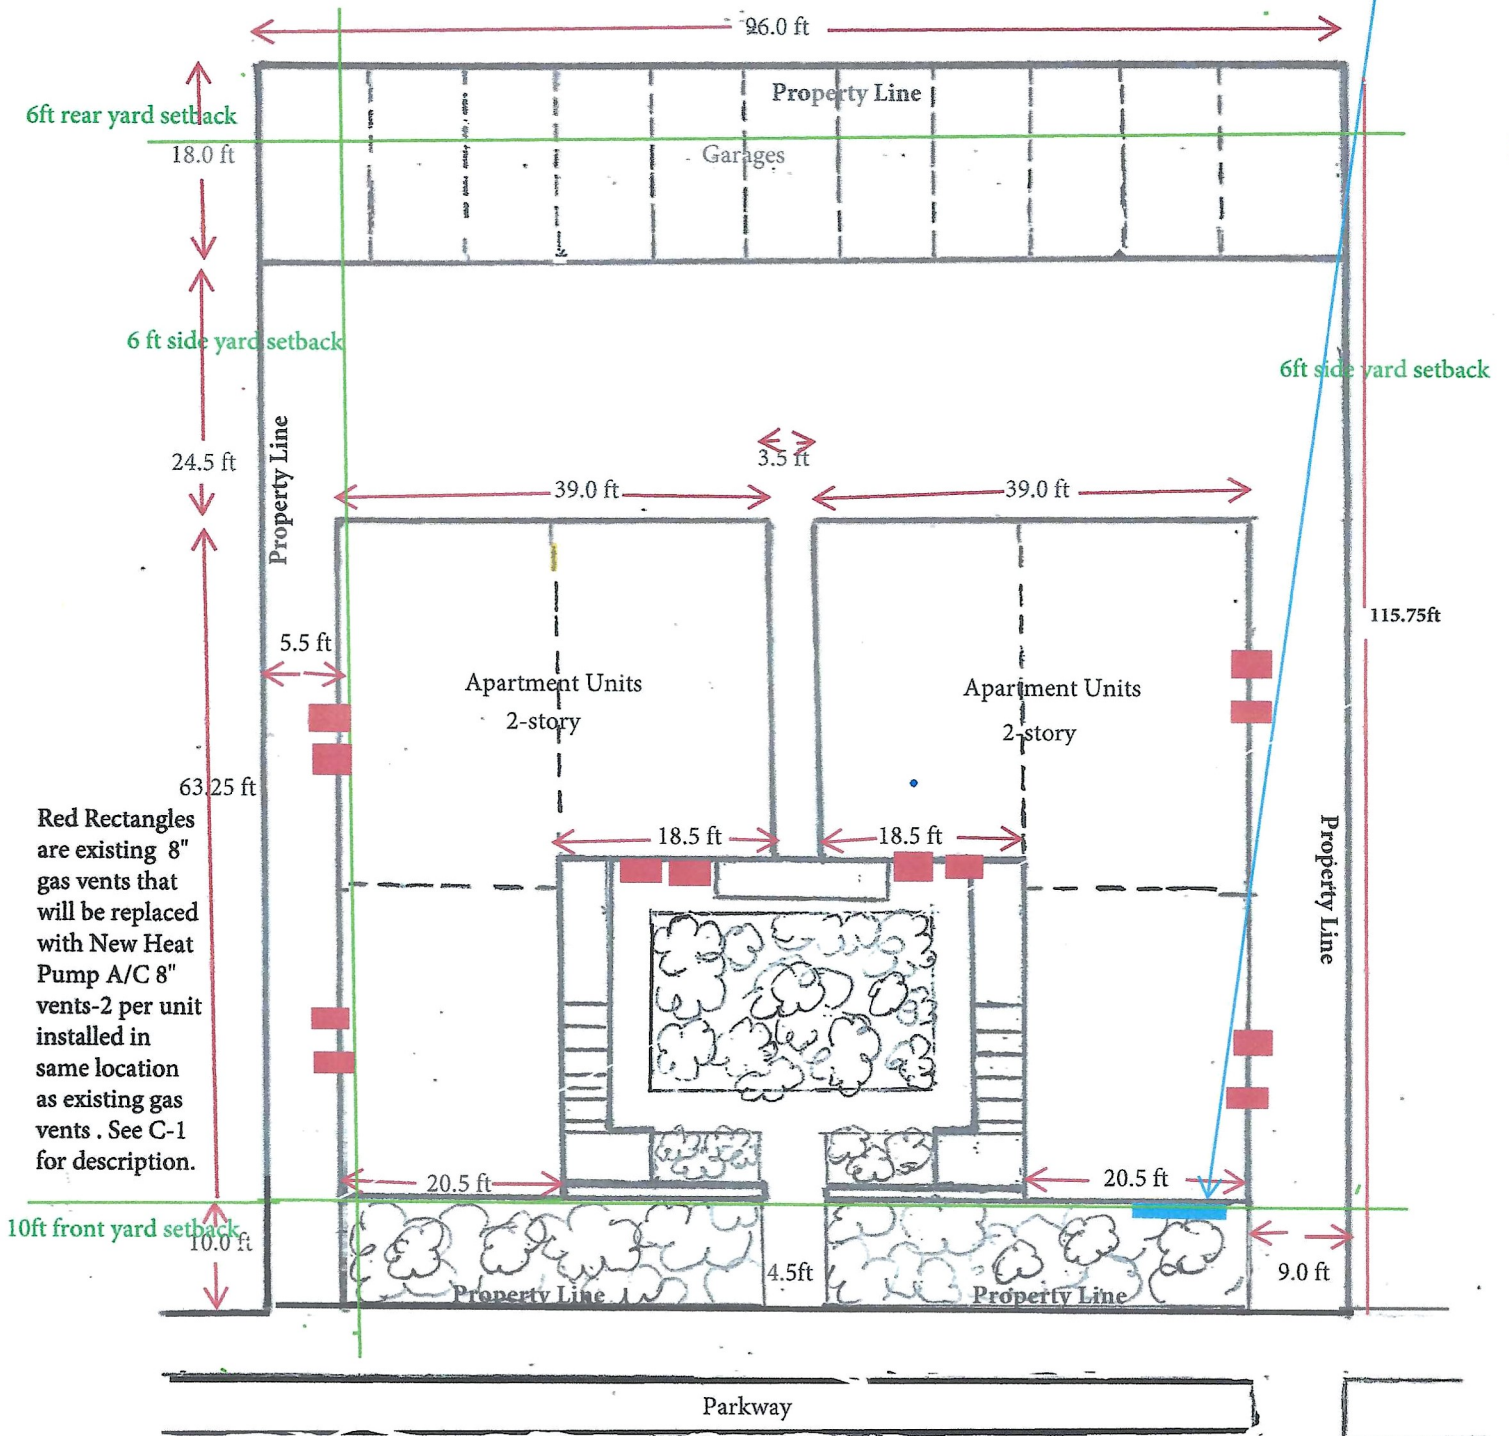 96.0 ft
Property Line
6ft rear yard setback
18.0 ft
Garages
6 ft side yard setback
6ft side yard setback
24.5 ft
3.5 ft
Property Line
39.0 ft
39.0 ft
115.75ft
5.5 ft
Apartment Units
2-story
Apartment Units
2-story
63.25 ft
Red Rectangles
are existing 8"
gas vents that
will be replaced
with New Heat
Pump A/C 8"
vents-2 per unit
installed in
same location
as existing gas
vents . See C-1
for description.
18.5 ft
18.5 ft
Property Line
20.5 ft
20.5 ft
10ft front yard setback
10.0 ft
4.5ft
9.0 ft
Property Line
Property Line
Parkway